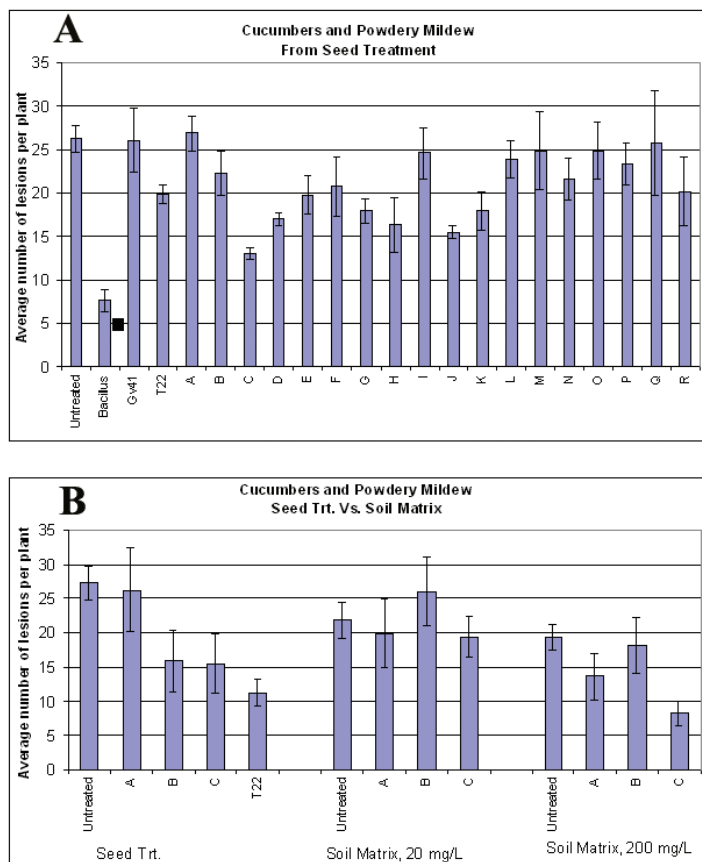 A
Cucumbers and Powdery Mildew
From Seed Treatment
Average number of lesions per plant
35
30
25
20
15
10
5
0
Untreated
Bacillus
Gv41
T22
A
B
C
D
E
F
G
H
I
J
K
L
M
N
O
P
Q
R
B
Cucumbers and Powdery Mildew
Seed Trt. Vs. Soil Matrix
Average number of lesions per plant
35
30
25
20
15
10
5
0
Untreated
A
B
C
T22
Untreated
A
B
C
Untreated
A
B
C
Seed Trt.
Soil Matrix, 20 mg/L
Soil Matrix, 200 mg/L